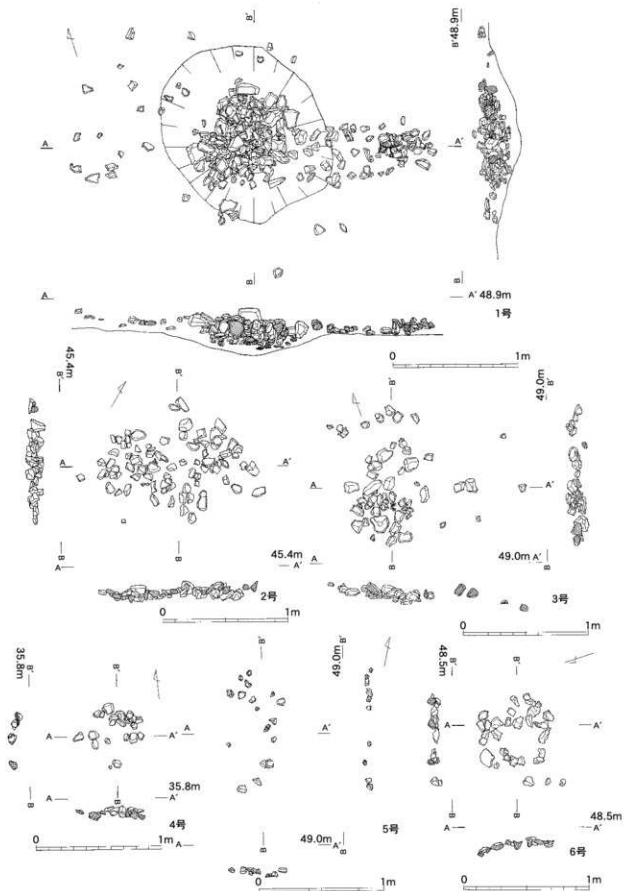 B'
B' 48.9m
A A'
B B
A A' 48.9m
1号
0 1m
45.4m
B' B'
A A'
B B
45.4m
A A'
2号
0 1m
B'
49.0m
B'
A A'
4
B B
A 49.0m A'
3号
0 1m
35.8m
B' B'
A A'
B B
35.8m
A A'
4号
0 1m
B'
49.0m
B'
A A'
B B
A 49.0m A'
5号
0 1m
48.5m
B' B'
A A'
B B
48.5m
A A'
6号
0 1m